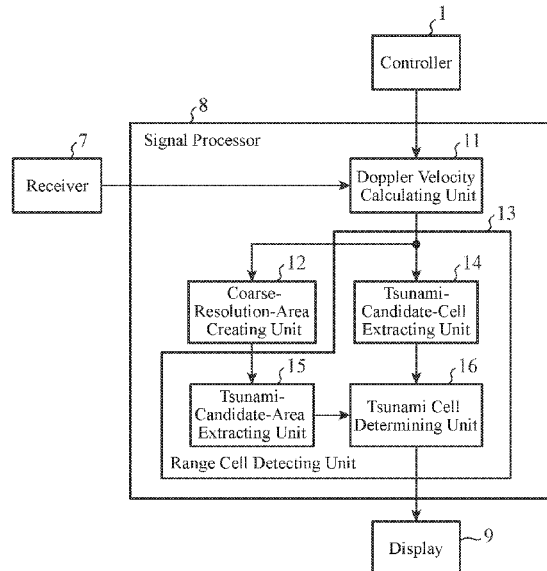 1
Controller
8
Signal Processor
7
Receiver
11
Doppler Velocity
Calculating Unit
13
12
Coarse-
Resolution-Area
Creating Unit
14
Tsunami-
Candidate-Cell
Extracting Unit
15
Tsunami-
Candidate-Area
Extracting Unit
16
Tsunami Cell
Determining Unit
Range Cell Detecting Unit
Display
9